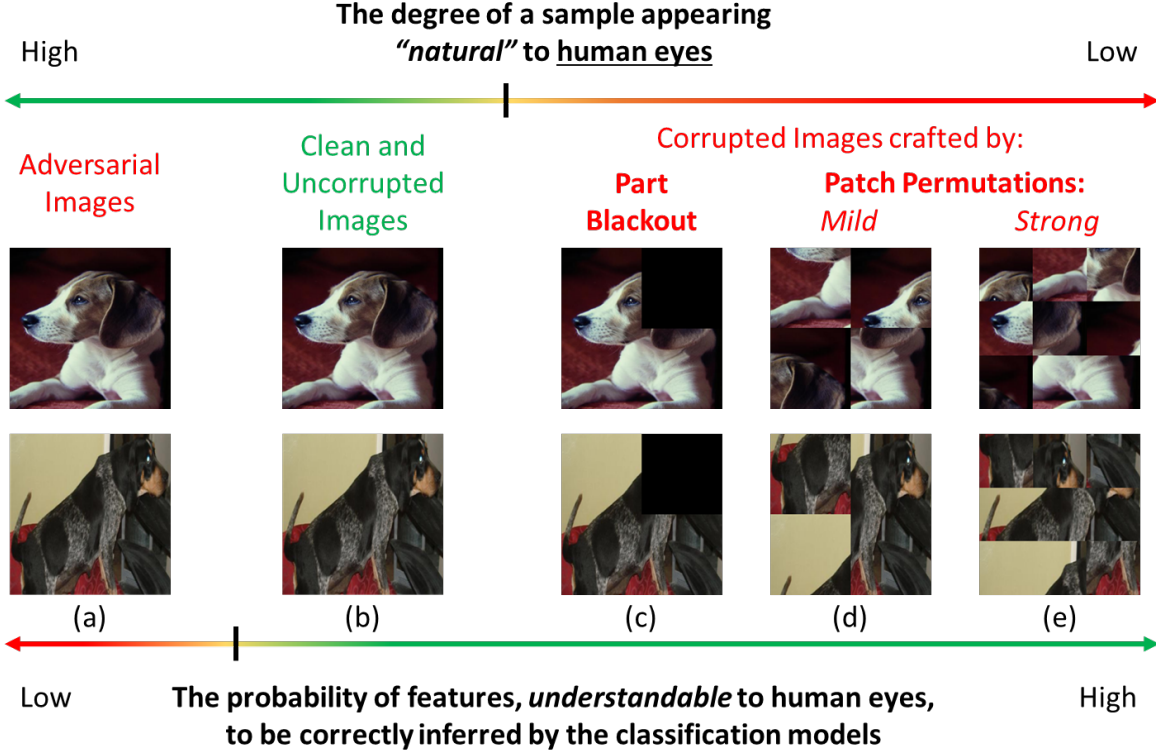 The degree of a sample appearing
High
"natural" to human eyes
Low
Adversarial
Images
Clean and
Uncorrupted
Images
Corrupted Images crafted by:
Part
Blackout
Patch Permutations:
Mild
Strong
(a)
(b)
(c)
(d)
(e)
Low
The probability of features, understandable to human eyes,
to be correctly inferred by the classification models
High